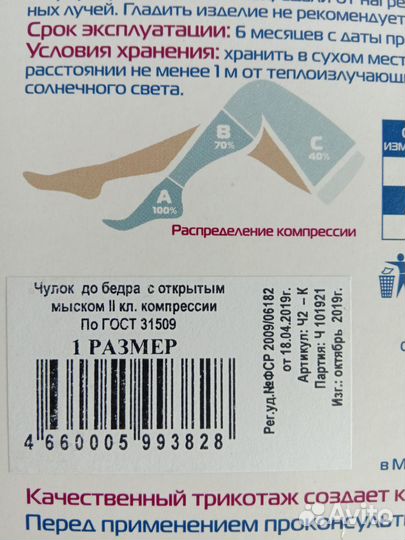 ных лучей. Гладить изделие не рекомендует
Срок эксплуатации: 6 месяцев с даты пр
Условия хранения: хранить в сухом мест
расстоянии не менее 1 м от теплоизлучающ
солнечного света.
B
70%
C
40%
A
100%
Распределение компрессии
Чулок до бедра с открытым
мыском II кл. компрессии
По ГОСТ 31509
1 РАЗМЕР
4 660005 993828
Рег.уд.№ФСР 2009/06182
от 18.04.2019г.
Артикул: Ч2 – К
Партия: Ч 101921
Изг.: октябрь 2019г.
в М
Качественный трикотаж создает к
Перед применением проконсульт
Avito